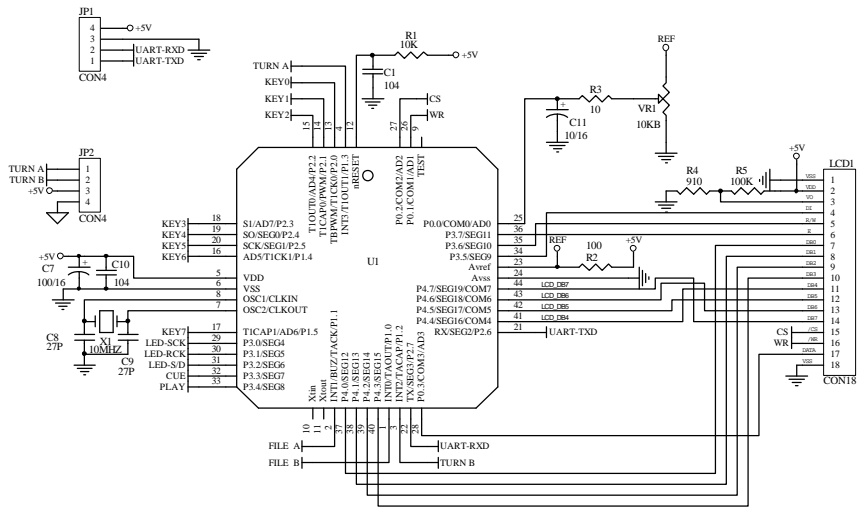 JP1
4
+5V
3
2
UART-RXD
1
UART-TXD
CON4
JP2
TURN A
1
TURN B
2
+5V
3
4
CON4
R1
10K
+5V
C1
104
TURN A
KEY0
KEY1
KEY2
15
14
13
4
12
27
26
9
CS
WR
T1OUT0/AD4/P2.2
T1CAP0/PWM/P2.1
TBPWM/T1CK0/P2.0
INT3/T1OUT1/P1.3
nRESET
P0.2/COM2/AD2
P0.1/COM1/AD1
TEST
REF
R3
10
VR1
10KB
C11
10/16
+5V
R4
910
R5
100K
LCD1
VSS 1
VDD 2
VO 3
DI 4
R/W 5
E 6
DB0 7
DB1 8
DB2 9
DB3 10
DB4 11
DB5 12
DB6 13
DB7 14
CS /CS 15
WR /WR 16
DATA 17
VSS 18
CON18
U1
KEY3 18 S1/AD7/P2.3
KEY4 19 SO/SEG0/P2.4
KEY5 20 SCK/SEG1/P2.5
KEY6 16 AD5/T1CK1/P1.4
+5V
C7
100/16
C10
104
5 VDD
6 VSS
8 OSC1/CLKIN
7 OSC2/CLKOUT
C8
27P
X1
10MHZ
C9
27P
KEY7 17 T1CAP1/AD6/P1.5
LED-SCK 29 P3.0/SEG4
LED-RCK 30 P3.1/SEG5
LED-S/D 31 P3.2/SEG6
CUE 32 P3.3/SEG7
PLAY 33 P3.4/SEG8
P0.0/COM0/AD0 25
P3.7/SEG11 36
P3.6/SEG10 35
P3.5/SEG9 34
Avref 23
Avss 24
REF
100
R2
+5V
P4.7/SEG19/COM7 44 LCD_DB7
P4.6/SEG18/COM6 43 LCD_DB6
P4.5/SEG17/COM5 42 LCD_DB5
P4.4/SEG16/COM4 41 LCD_DB4
RX/SEG2/P2.6 21 UART-TXD
Xtin
Xtout
INT1/BUZ/TACK/P1.1
P4.0/SEG12
P4.1/SEG13
P4.2/SEG14
P4.3/SEG15
INT0/TAOUT/P1.0
INT2/TACAP/P1.2
TX/SEG3/P2.7
P0.3/COM3/AD3
10
11
2
37
38
39
40
1
3
22
28
FILE A
UART-RXD
FILE B
TURN B